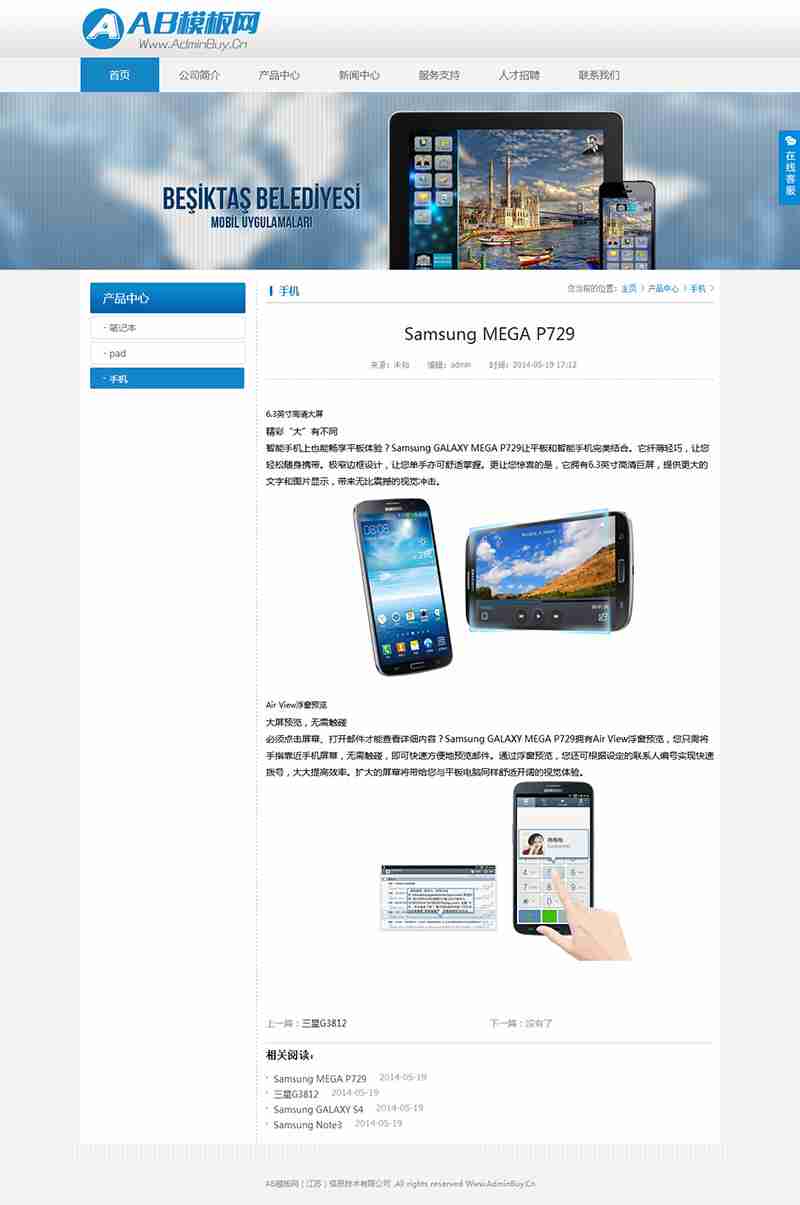 AB模板网
Www.AdminBuy.Cn
首页 公司简介 产品中心 新闻中心 服务支持 人才招聘 联系我们
BEŞİKTAŞ BELEDİYESİ
MOBİL UYGULAMALARI
在线客服
产品中心
· 笔记本
· pad
· 手机
手机
您当前的位置：主页 > 产品中心 > 手机 >
Samsung MEGA P729
来源：未知 编辑：admin 时间：2014-05-19 17:12
6.3英寸高清大屏
精彩“大”有不同
智能手机上也能畅享平板体验？Samsung GALAXY MEGA P729让平板和智能手机完美结合。它纤薄轻巧，让您
轻松随身携带。极窄边框设计，让您单手亦可舒适掌握。更让您惊喜的是，它拥有6.3英寸高清巨屏，提供更大的
文字和图片显示，带来无比震撼的视觉冲击。
08:08
Air View浮窗预览
大屏预览，无需触碰
必须点击屏幕、打开邮件才能查看详细内容？Samsung GALAXY MEGA P729拥有Air View浮窗预览，您只需将
手指靠近手机屏幕，无需触碰，即可快速方便地预览邮件。通过浮窗预览，您还可根据设定的联系人编号实现快速
拨号，大大提高效率。扩大的屏幕将带给您与平板电脑同样舒适开阔的视觉体验。
上一篇：三星G3812 下一篇：没有了
相关阅读：
· Samsung MEGA P729 2014-05-19
· 三星G3812 2014-05-19
· Samsung GALAXY S4 2014-05-19
· Samsung Note3 2014-05-19
AB模板网（江苏）信息技术有限公司 ,All rights reserved Www.AdminBuy.Cn